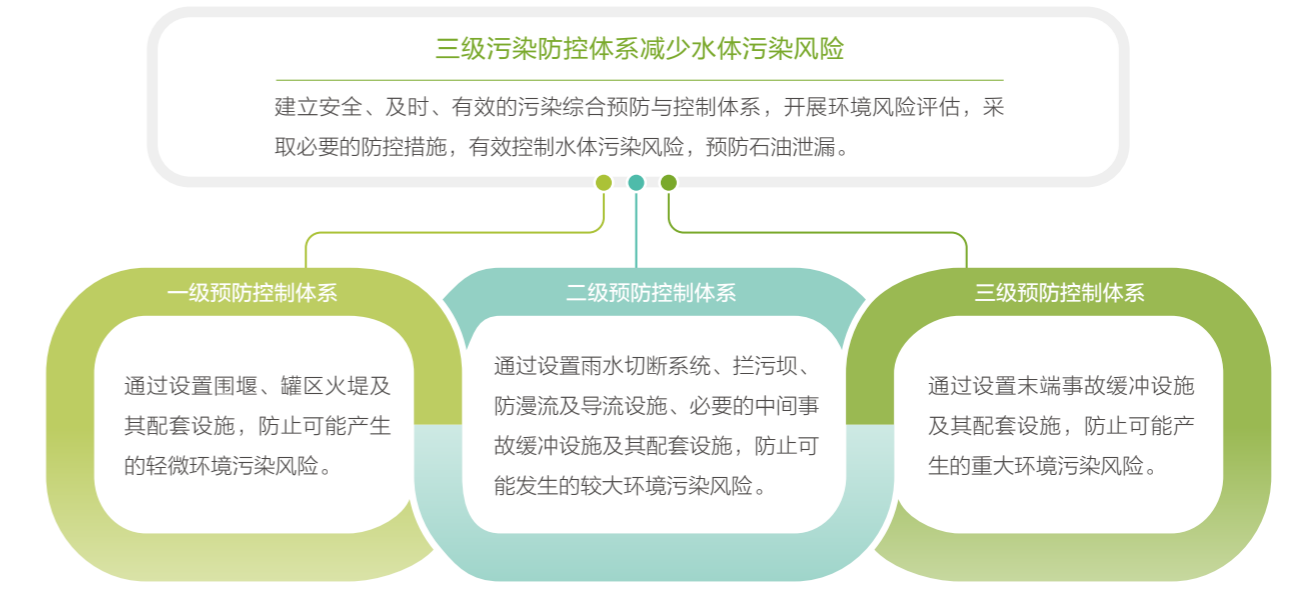 三级污染防控体系减少水体污染风险
建立安全、及时、有效的污染综合预防与控制体系，开展环境风险评估，采
取必要的防控措施，有效控制水体污染风险，预防石油泄漏。
一级预防控制体系
通过设置围堰、罐区火堤及
其配套设施，防止可能产生
的轻微环境污染风险。
二级预防控制体系
通过设置雨水切断系统、拦污坝、
防漫流及导流设施、必要的中间事
故缓冲设施及其配套设施，防止可
能发生的较大环境污染风险。
三级预防控制体系
通过设置末端事故缓冲设施
及其配套设施，防止可能产
生的重大环境污染风险。